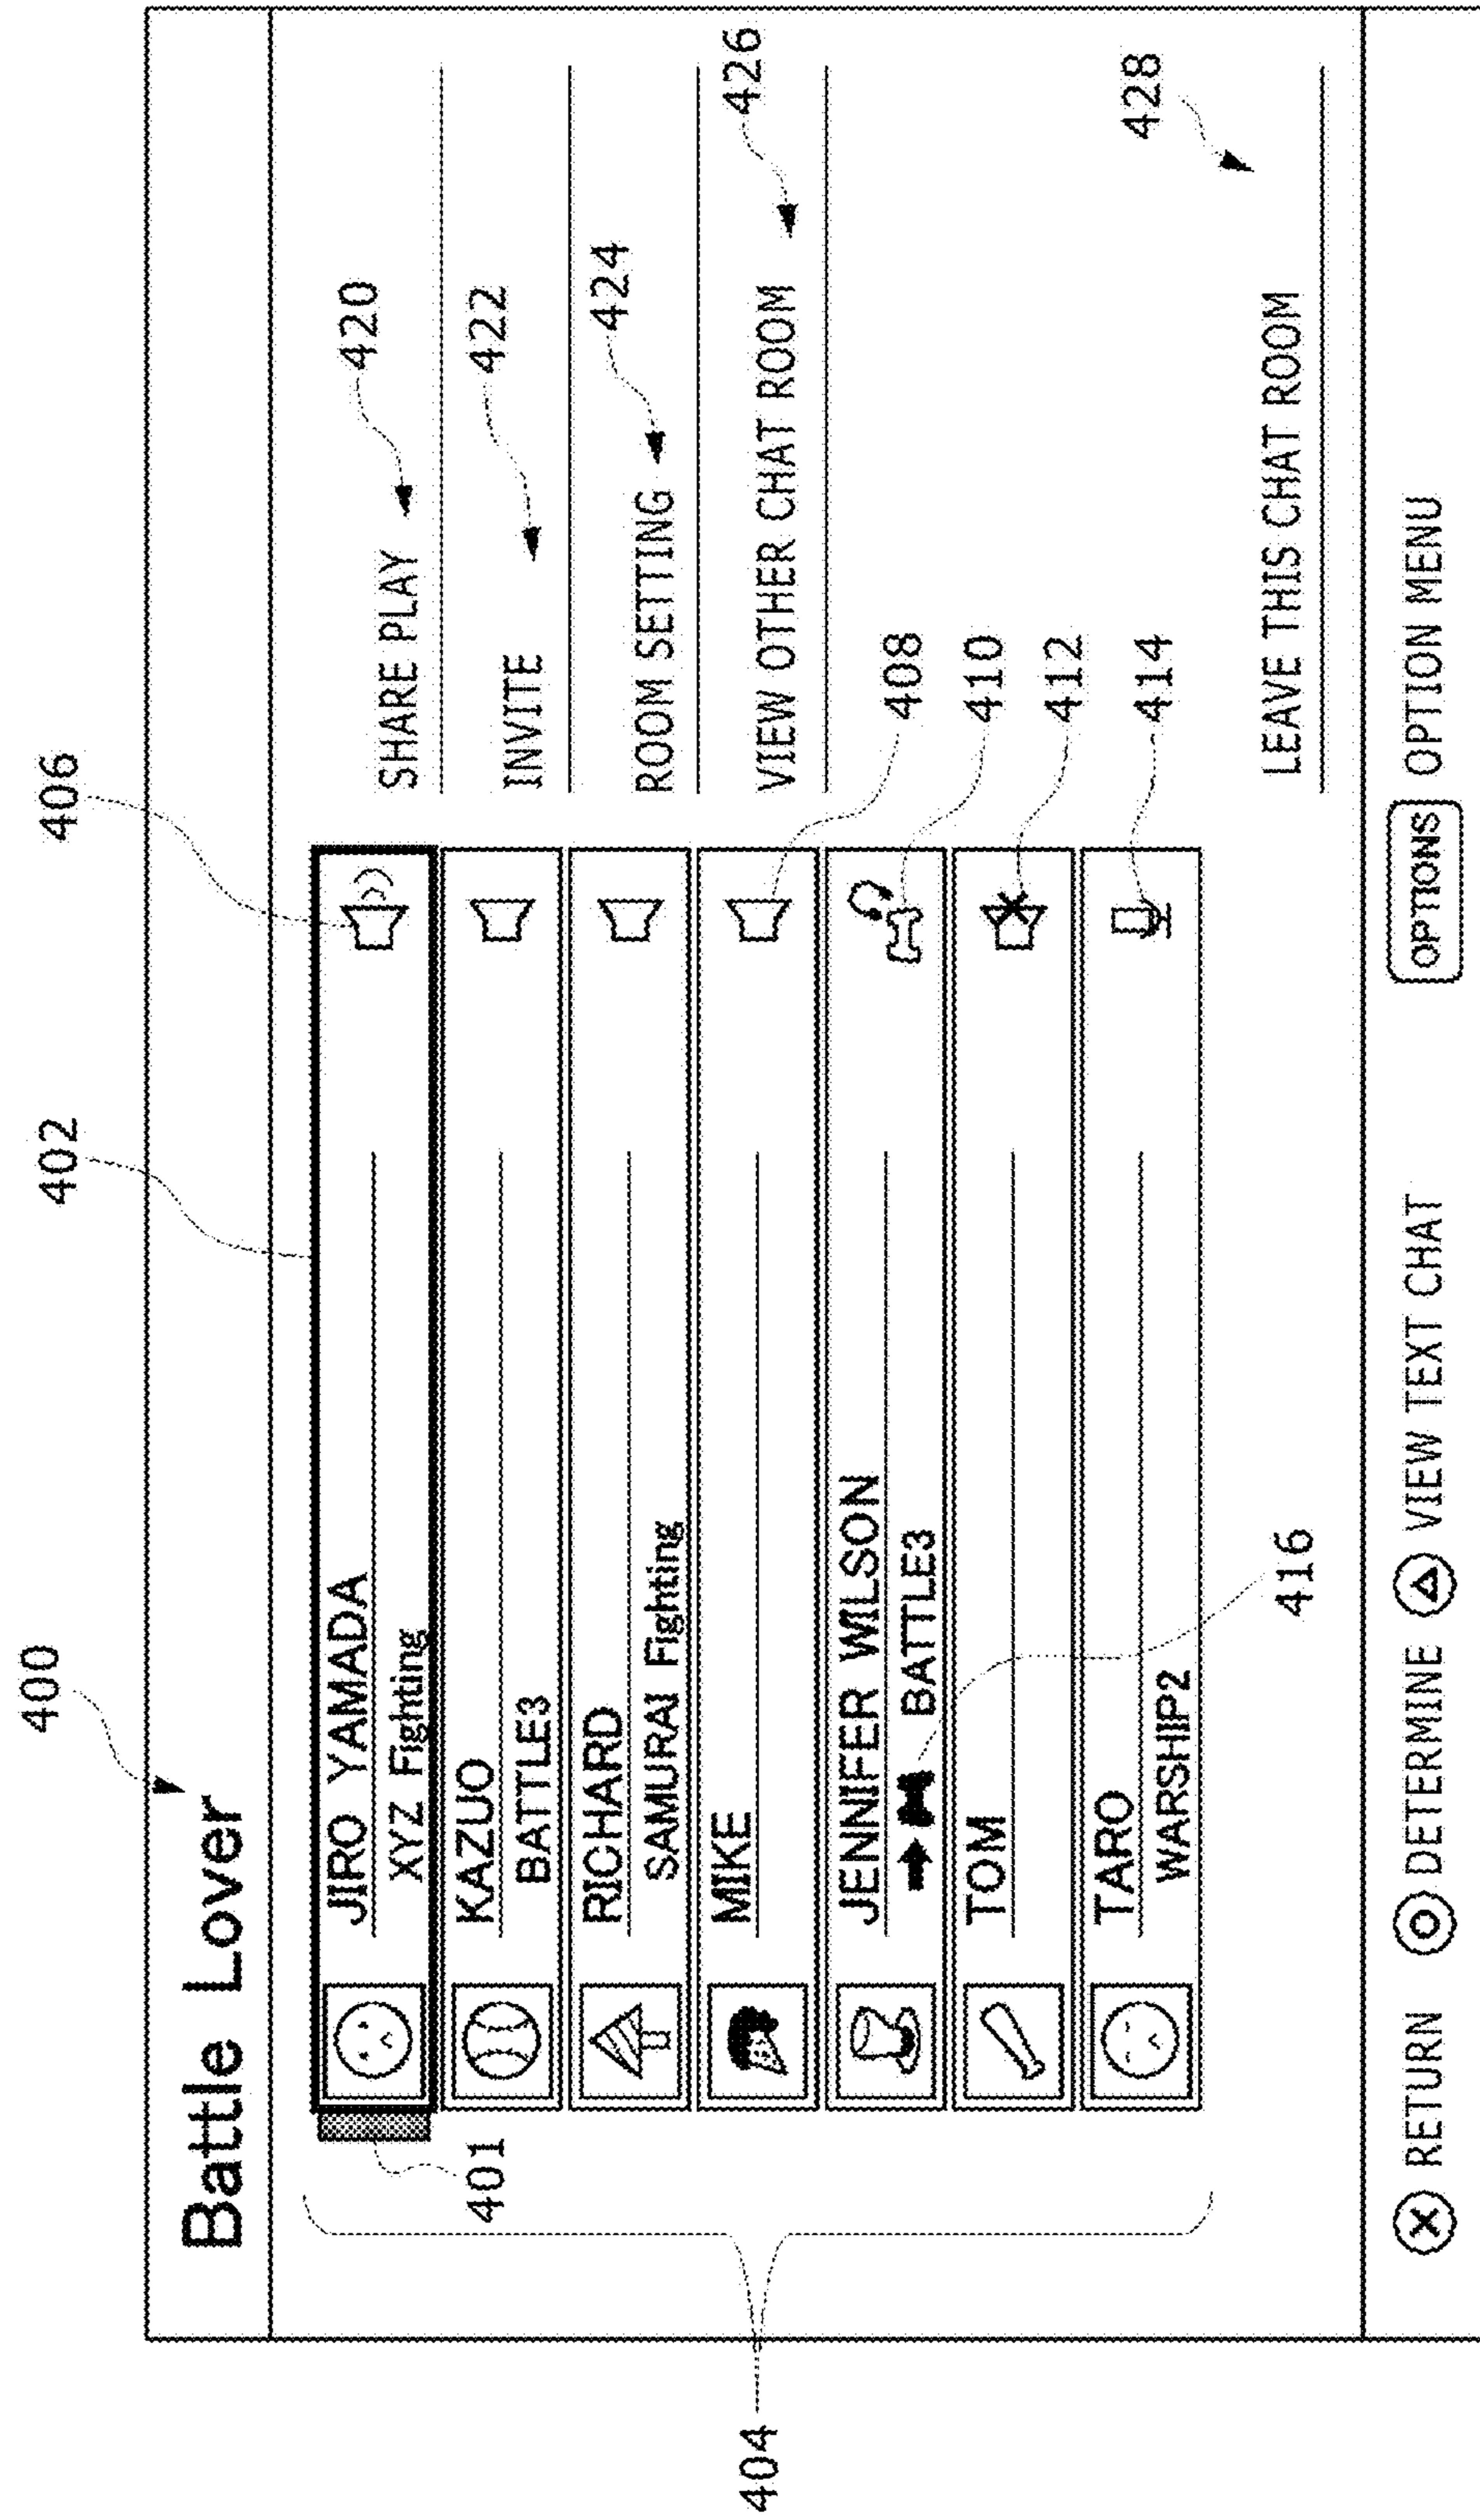 400
402
406
Battle Lover
401
404
JIRO YAMADA
XYZ Fighting
KAZUO
BATTLE3
RICHARD
SAMURAI Fighting
MIKE
JENNIFER WILSON
BATTLE3
TOM
TARO
WARSHIP2
416
SHARE PLAY
420
INVITE
422
ROOM SETTING
424
VIEW OTHER CHAT ROOM
426
408
410
412
414
428
LEAVE THIS CHAT ROOM
RETURN DETERMINE VIEW TEXT CHAT OPTIONS OPTION MENU